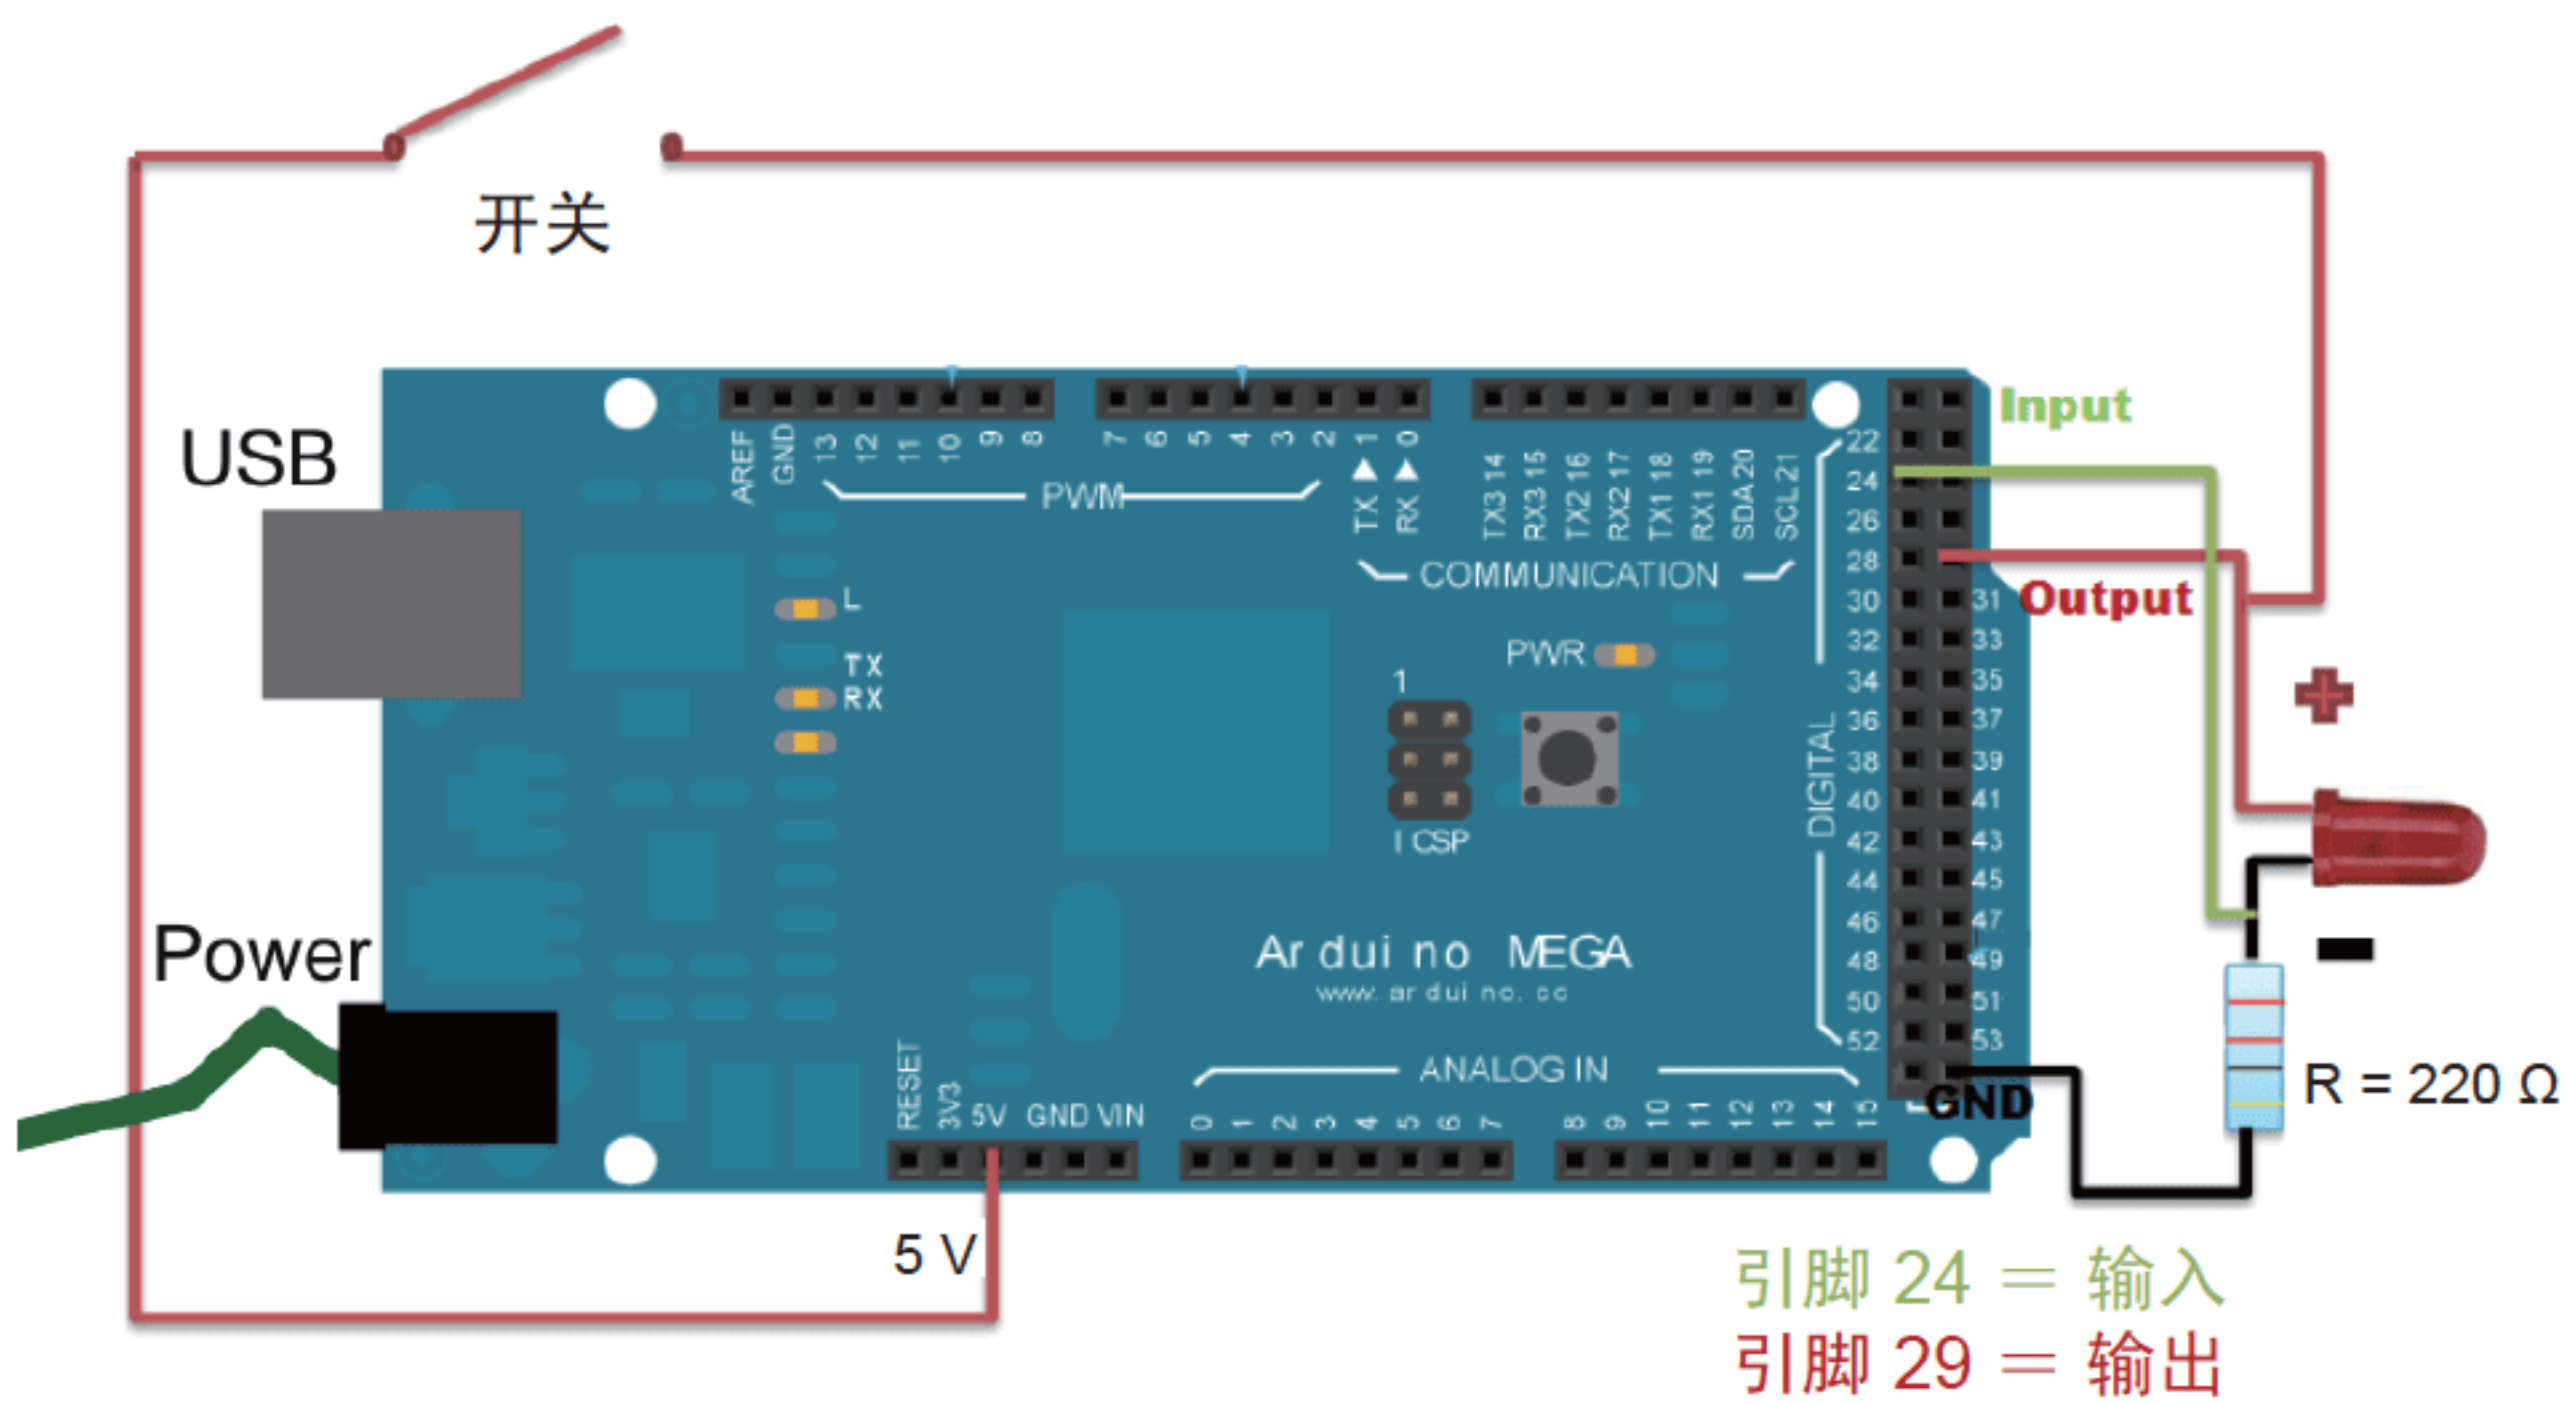 开关
USB
Power
AREF
GND
13
12
11
10
9
8
7
6
5
4
3
2
TX ▶ 1
RX ▶ 0
TX3 14
RX3 15
TX2 16
RX2 17
TX1 18
RX1 19
SDA 20
SCL 21
PWM
COMMUNICATION
L
TX
RX
PWR
1
ICSP
Input
22
24
26
28
Output
30 31
32 33
34 35
36 37
38 39
40 41
42 43
44 45
46 47
48 49
50 51
52 53
DIGITAL
GND
Arduino MEGA
www.arduino.cc
RESET
3V3
5V
GND VIN
ANALOG IN
0
1
2
3
4
5
6
7
8
9
10
11
12
13
14
15
+
-
R = 220 Ω
5 V
引脚 24 = 输入
引脚 29 = 输出